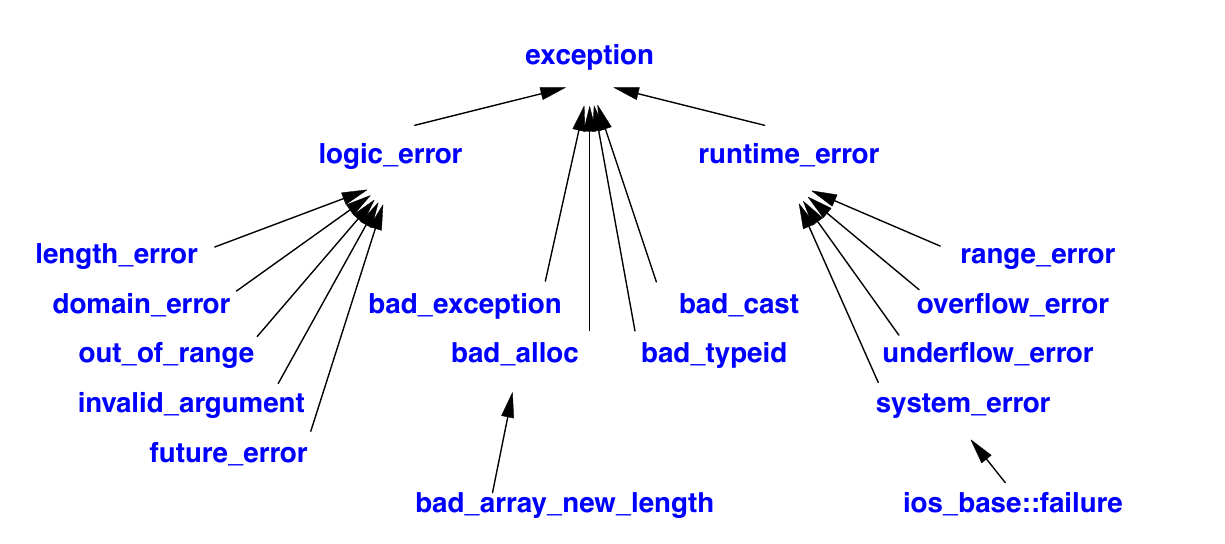 exception
logic_error
runtime_error
length_error
range_error
domain_error
bad_exception
bad_cast
overflow_error
out_of_range
bad_alloc
bad_typeid
underflow_error
invalid_argument
system_error
future_error
bad_array_new_length
ios_base::failure